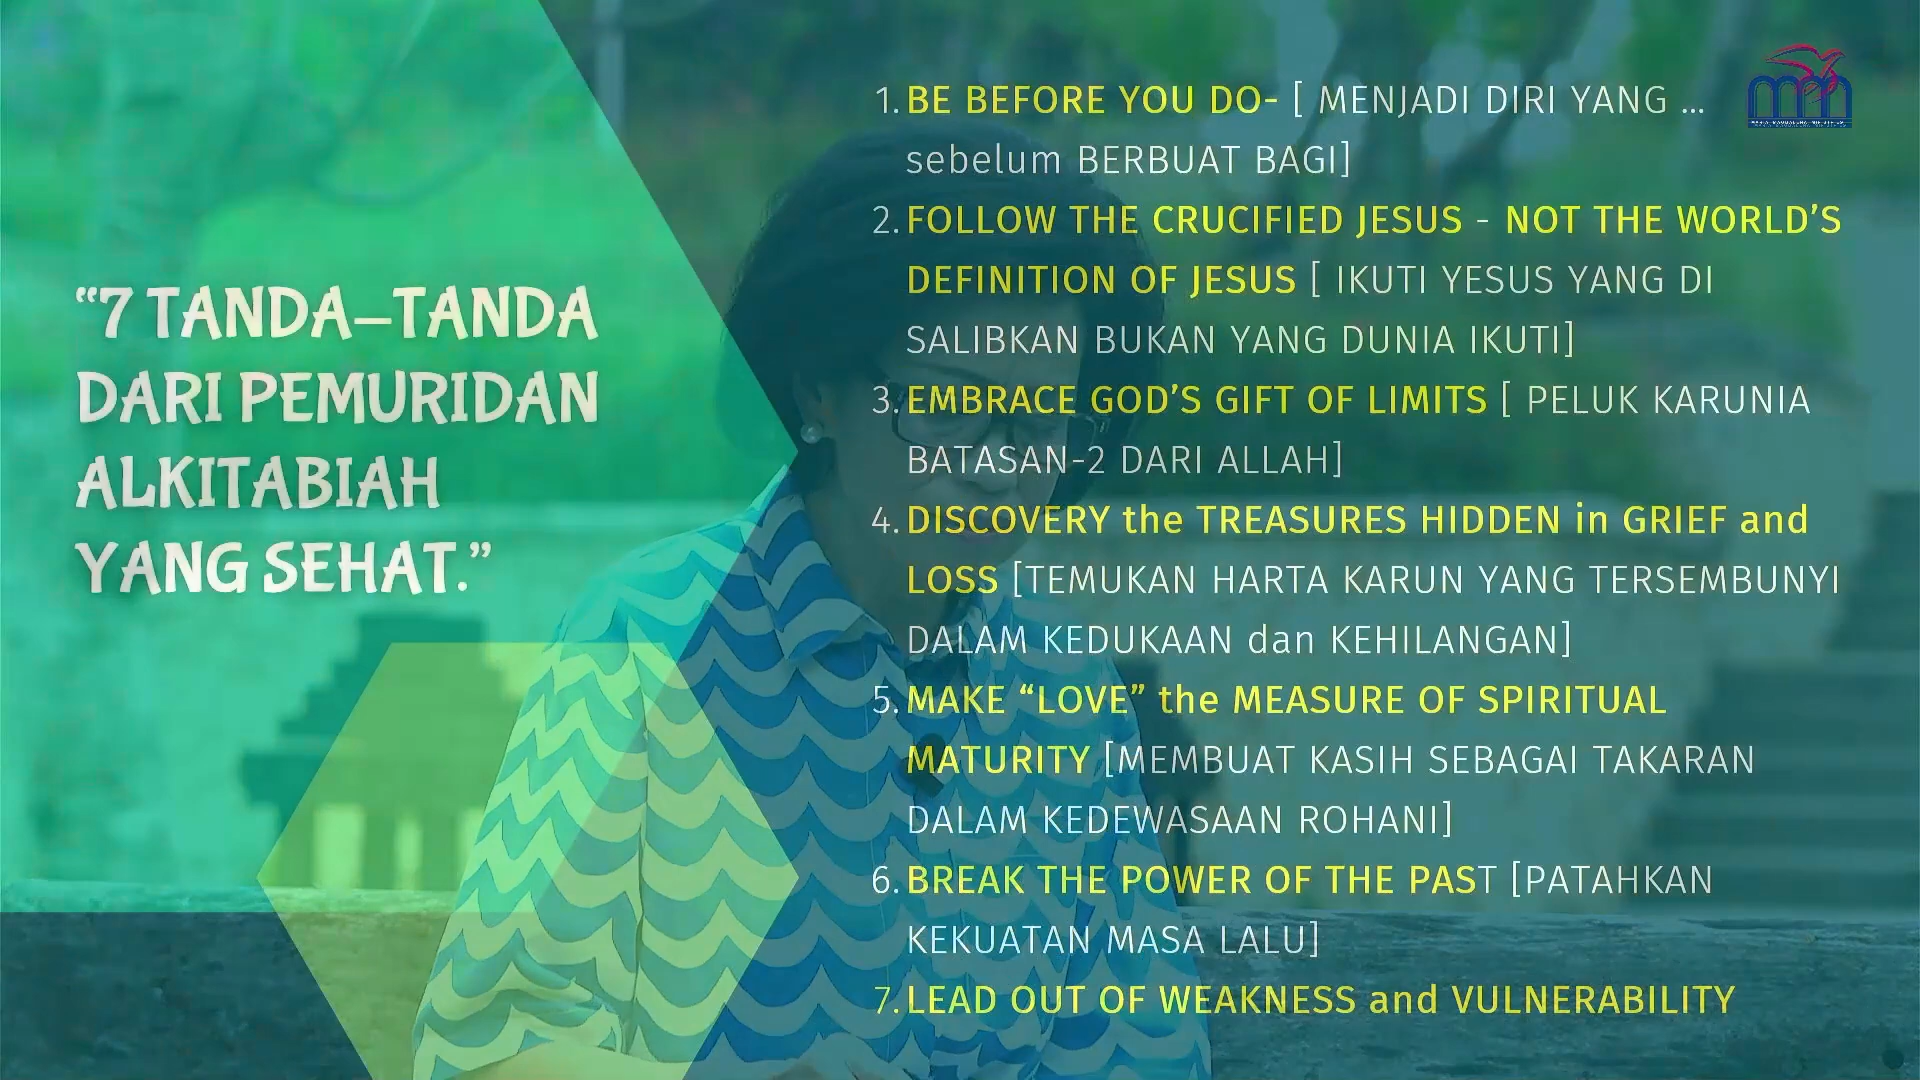 “7 TANDA–TANDA
DARI PEMURIDAN
ALKITABIAH
YANG SEHAT.”
1. BE BEFORE YOU DO- [ MENJADI DIRI YANG ...
sebelum BERBUAT BAGI]
2. FOLLOW THE CRUCIFIED JESUS - NOT THE WORLD’S
DEFINITION OF JESUS [ IKUTI YESUS YANG DI
SALIBKAN BUKAN YANG DUNIA IKUTI]
3. EMBRACE GOD’S GIFT OF LIMITS [ PELUK KARUNIA
BATASAN-2 DARI ALLAH]
4. DISCOVERY the TREASURES HIDDEN in GRIEF and
LOSS [TEMUKAN HARTA KARUN YANG TERSEMBUNYI
DALAM KEDUKAAN dan KEHILANGAN]
5. MAKE “LOVE” the MEASURE OF SPIRITUAL
MATURITY [MEMBUAT KASIH SEBAGAI TAKARAN
DALAM KEDEWASAAN ROHANI]
6. BREAK THE POWER OF THE PAST [PATAHKAN
KEKUATAN MASA LALU]
7. LEAD OUT OF WEAKNESS and VULNERABILITY